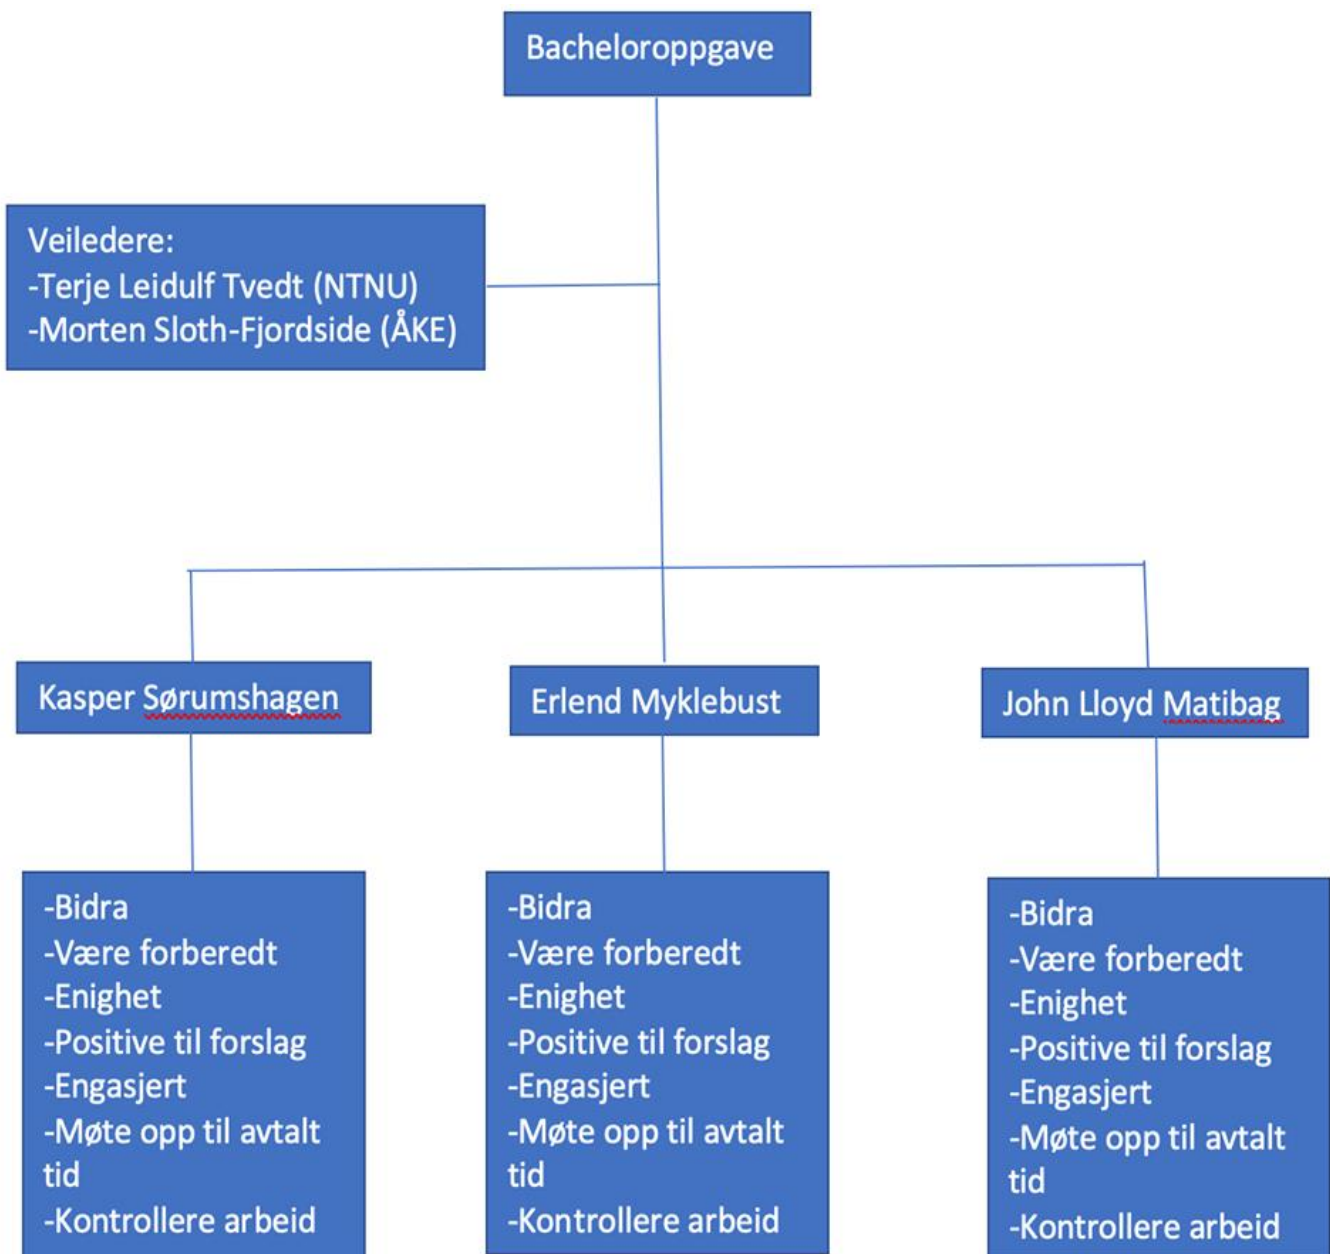 Bacheloroppgave
Veiledere:
-Terje Leidulf Tvedt (NTNU)
-Morten Sloth-Fjordside (ÅKE)
Kasper Sørumshagen
Erlend Myklebust
John Lloyd Matibag
-Bidra
-Være forberedt
-Enighet
-Positive til forslag
-Engasjert
-Møte opp til avtalt
tid
-Kontrollere arbeid
-Bidra
-Være forberedt
-Enighet
-Positive til forslag
-Engasjert
-Møte opp til avtalt
tid
-Kontrollere arbeid
-Bidra
-Være forberedt
-Enighet
-Positive til forslag
-Engasjert
-Møte opp til avtalt
tid
-Kontrollere arbeid